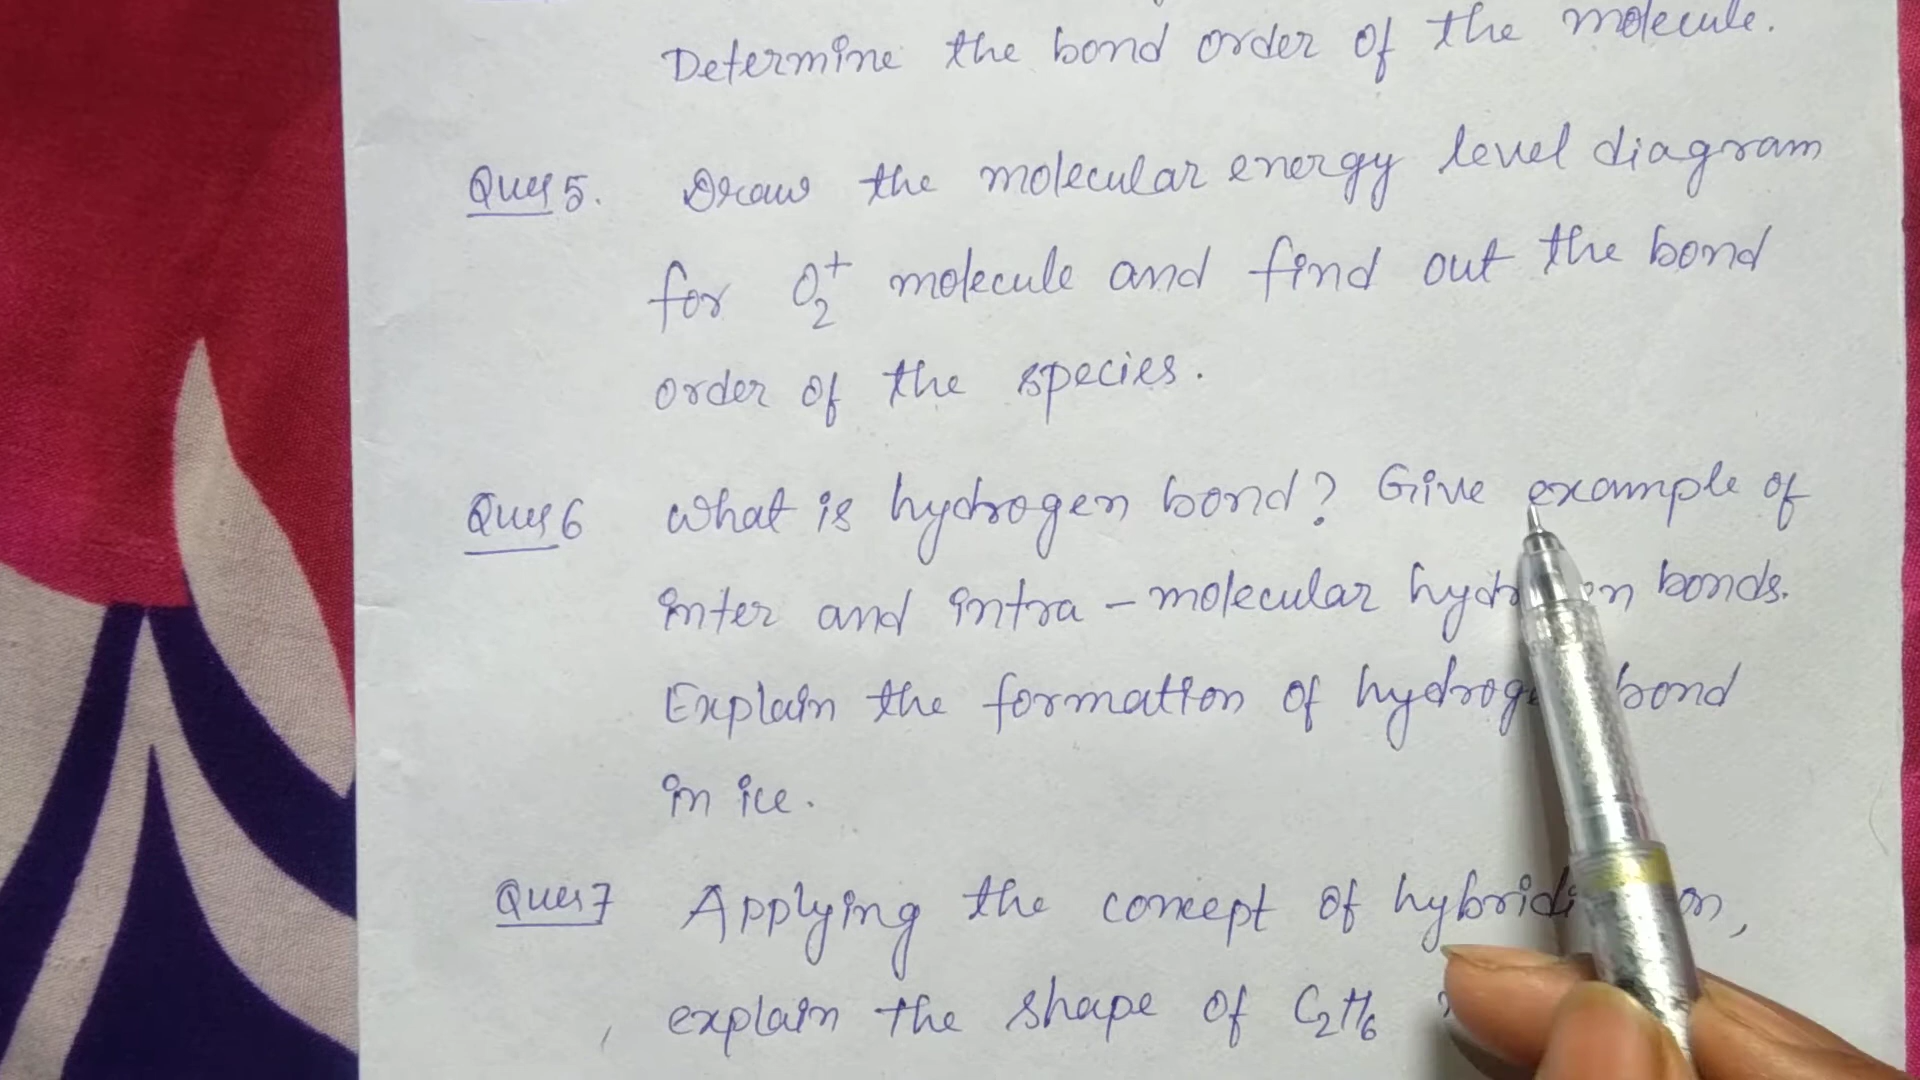 Determine the bond order of the molecule.
Ques 5. Draw the molecular energy level diagram
for O₂⁺ molecule and find out the bond
order of the species.
Ques 6 What is hydrogen bond? Give example of
inter and intra - molecular bonds.
Explain the formation of bond
in ice.
Ques 7 Applying the concept of
explain the shape of C₂H₆